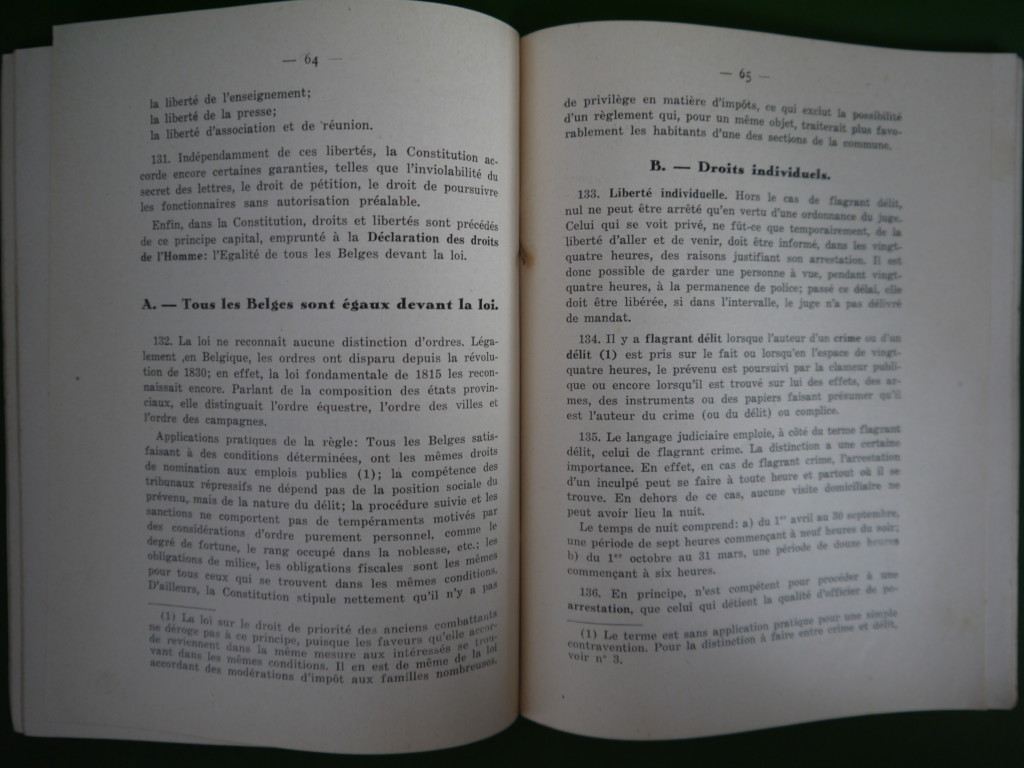 — 64 —
la liberté de l'enseignement;
la liberté de la presse;
la liberté d'association et de réunion.
131. Indépendamment de ces libertés, la Constitution ac-
corde encore certaines garanties, telles que l'inviolabilité du
secret des lettres, le droit de pétition, le droit de poursuivre
les fonctionnaires sans autorisation préalable.
Enfin, dans la Constitution, droits et libertés sont précédés
de ce principe capital, emprunté à la Déclaration des droits
de l'Homme: l'Egalité de tous les Belges devant la loi.
A. — Tous les Belges sont égaux devant la loi.
132. La loi ne reconnaît aucune distinction d'ordres. Léga-
lement ,en Belgique, les ordres ont disparu depuis la révolu-
tion de 1830; en effet, la loi fondamentale de 1815 les recon-
naissait encore. Parlant de la composition des états provin-
ciaux, elle distinguait l'ordre équestre, l'ordre des villes et
l'ordre des campagnes.
Applications pratiques de la règle: Tous les Belges satis-
faisant à des conditions déterminées, ont les mêmes droits
de nomination aux emplois publics (1); la compétence des
tribunaux répressifs ne dépend pas de la position sociale du
prévenu, mais de la nature du délit; la procédure suivie et les
sanctions ne comportent pas de tempéraments motivés par
des considérations d'ordre purement personnel, comme le
degré de fortune, le rang occupé dans la noblesse, etc.; les
obligations de milice, les obligations fiscales sont les mêmes
pour tous ceux qui se trouvent dans les mêmes conditions.
D'ailleurs, la Constitution stipule nettement qu'il n'y a pas
(1) La loi sur le droit de priorité des anciens combattants
ne déroge pas à ce principe, puisque les faveurs qu'elle accor-
de reviennent dans la même mesure aux intéressés se trou-
vant dans les mêmes conditions. Il en est de même de la loi
accordant des modérations d'impôt aux familles nombreuses.
— 65 —
de privilège en matière d'impôts, ce qui exclut la possibilité
d'un règlement qui, pour un même objet, traiterait plus favo-
rablement les habitants d'une des sections de la commune.
B. — Droits individuels.
133. Liberté individuelle. Hors le cas de flagrant délit,
nul ne peut être arrêté qu'en vertu d'une ordonnance du juge.
Celui qui se voit privé, ne fût-ce que temporairement, de la
liberté d'aller et de venir, doit être informé, dans les vingt-
quatre heures, des raisons justifiant son arrestation. Il est
donc possible de garder une personne à vue, pendant vingt-
quatre heures, à la permanence de police; passé ce délai, elle
doit être libérée, si dans l'intervalle, le juge n'a pas délivré
de mandat.
134. Il y a flagrant délit lorsque l'auteur d'un crime ou d'un
délit (1) est pris sur le fait ou lorsqu'en l'espace de vingt-
quatre heures, le prévenu est poursuivi par la clameur publi-
que ou encore lorsqu'il est trouvé sur lui des effets, des ar-
mes, des instruments ou des papiers faisant présumer qu'il
est l'auteur du crime (ou du délit) ou complice.
135. Le langage judiciaire emploie, à côté du terme flagrant
délit, celui de flagrant crime. La distinction a une certaine
importance. En effet, en cas de flagrant crime, l'arrestation
d'un inculpé peut se faire à toute heure et partout où il se
trouve. En dehors de ce cas, aucune visite domiciliaire ne
peut avoir lieu la nuit.
Le temps de nuit comprend: a) du 1er avril au 30 septembre,
une période de sept heures commençant à neuf heures du soir;
b) du 1er octobre au 31 mars, une période de douze heures
commençant à six heures.
136. En principe, n'est compétent pour procéder à une
arrestation, que celui qui détient la qualité d'officier de po-
(1) Le terme est sans application pratique pour une simple
contravention. Pour la distinction à faire entre crime et délit,
voir n° 3.